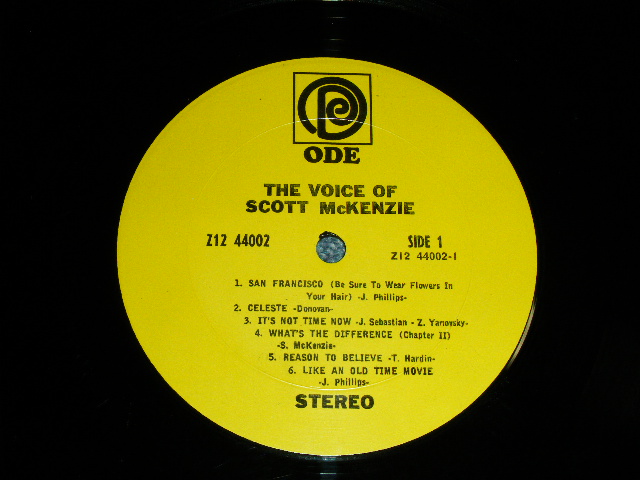 ODE
THE VOICE OF
SCOTT McKENZIE
Z12 44002
SIDE 1
Z12 44002-1
1. SAN FRANCISCO (Be Sure To Wear Flowers In
Your Hair) -J. Phillips-
2. CELESTE -Donovan-
3. IT'S NOT TIME NOW -J. Sebastian - Z. Yanovsky-
4. WHAT'S THE DIFFERENCE (Chapter II)
-S. McKenzie-
5. REASON TO BELIEVE -T. Hardin-
6. LIKE AN OLD TIME MOVIE
-J. Phillips-
STEREO